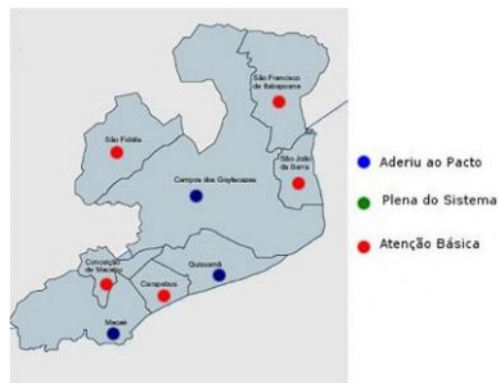 São Francisco
de Itabapoana
São Fidélis
São João
da Barra
Campos dos Goytacazes
Aderiu ao Pacto
Plena do Sistema
Atenção Básica
Conceição
de Macabu
Quissamã
Carapebus
Macaé